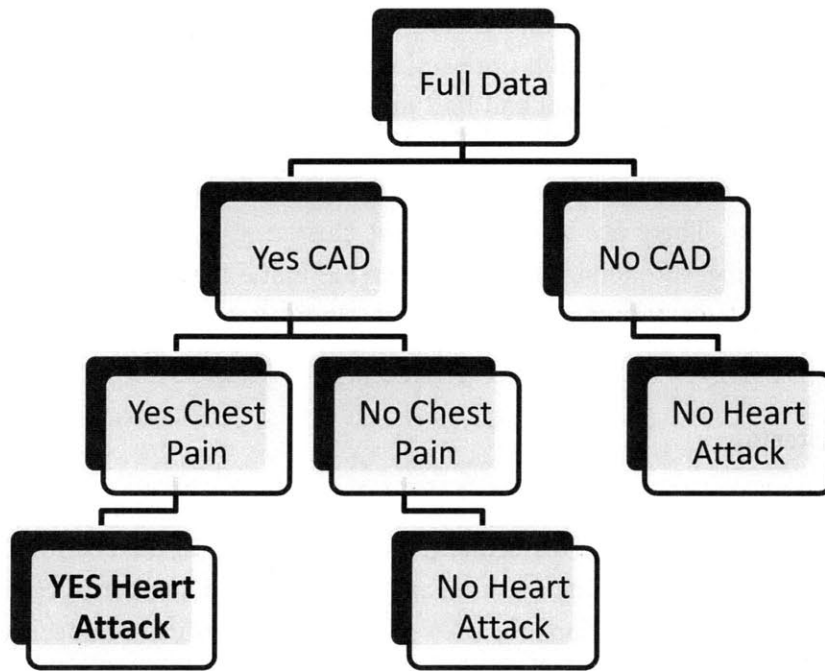 Full Data
Yes CAD
No CAD
Yes Chest
Pain
No Chest
Pain
No Heart
Attack
YES Heart
Attack
No Heart
Attack